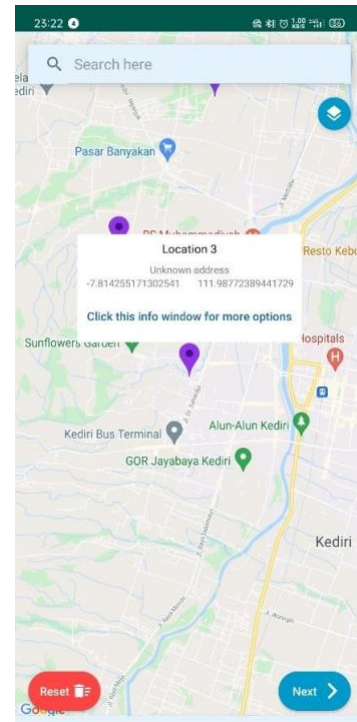 23:22
Search here
ediri
Pasar Banyakan
Resto Kebo
Location 3
Unknown address
-7.814255171302541 111.98772389441729
Click this info window for more options
Sunflowers Garden
Hospitals
H
Alun-Alun Kediri
Kediri Bus Terminal
GOR Jayabaya Kediri
Kediri
Reset
Next
Google